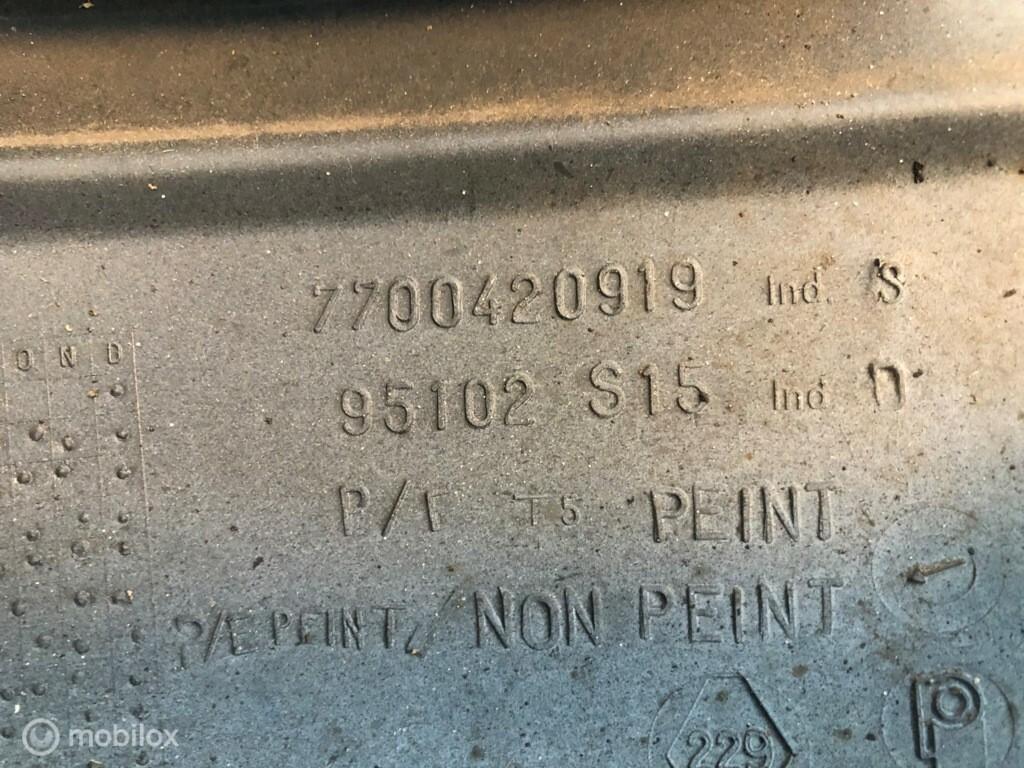 7700420919 Ind. S
O N D
95102 S15 Ind D
T5 PEINT
P/E PEINT/ NON PEINT
229
P
mobilox